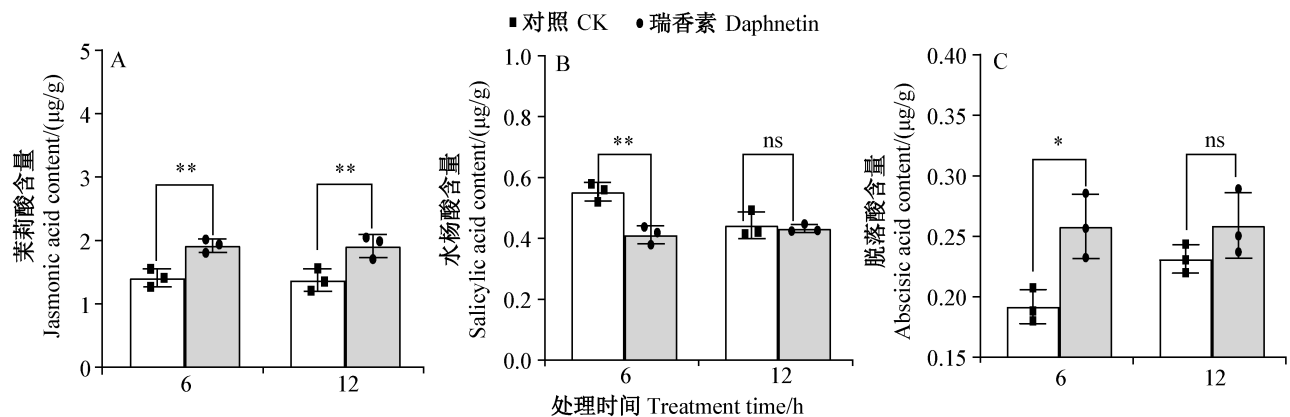 对照 CK 瑞香素 Daphnetin
A
茉莉酸含量
Jasmonic acid content/(μg/g)
5
4
3
2
1
0
**
**
6
12
B
水杨酸含量
Salicylic acid content/(μg/g)
1.0
0.8
0.6
0.4
0.2
0.0
**
ns
6
12
C
脱落酸含量
Abscisic acid content/(μg/g)
0.40
0.35
0.30
0.25
0.20
0.15
*
ns
6
12
处理时间 Treatment time/h